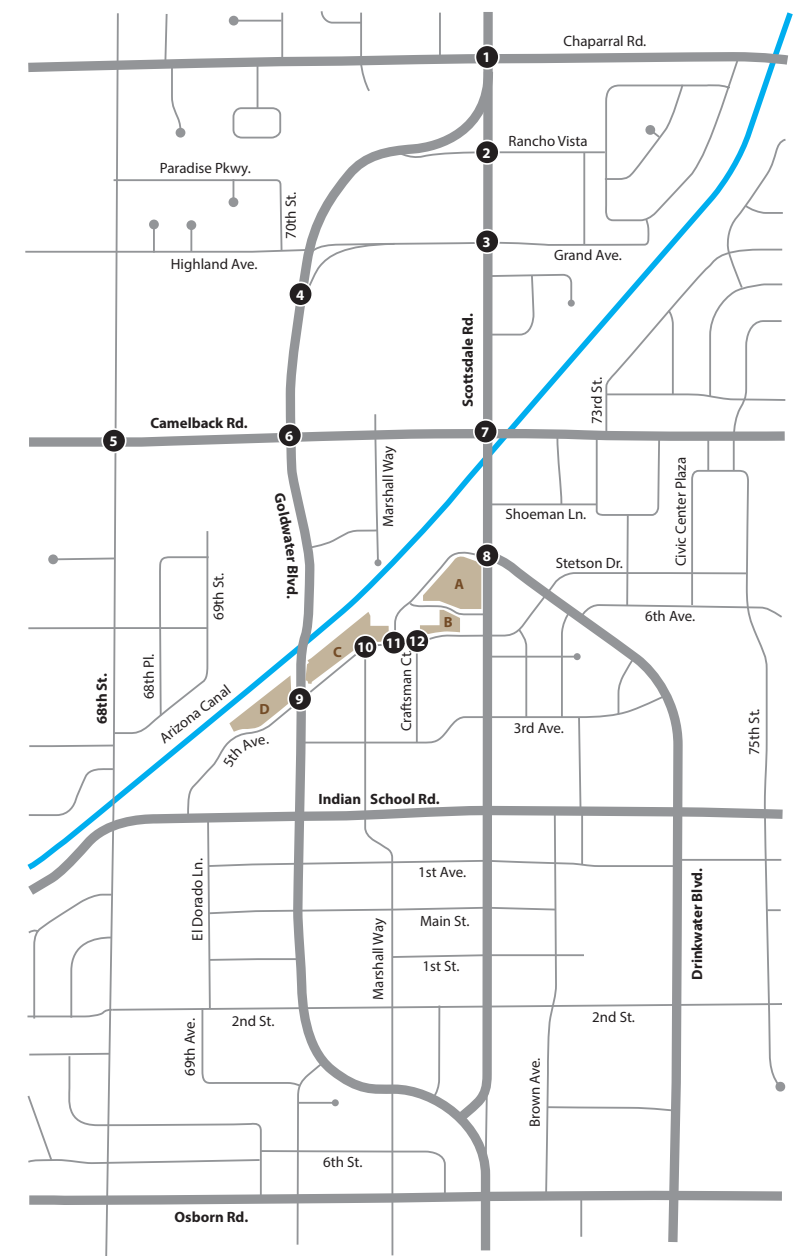 Chaparral Rd.
1
Rancho Vista
2
Paradise Pkwy.
70th St.
3
Grand Ave.
Highland Ave.
4
Scottsdale Rd.
73rd St.
Camelback Rd.
5
6
7
Marshall Way
Civic Center Plaza
Goldwater Blvd.
Shoeman Ln.
8
Stetson Dr.
A
69th St.
6th Ave.
B
C
10
11
12
68th Pl.
68th St.
Arizona Canal
9
D
Craftsman Ct.
3rd Ave.
75th St.
5th Ave.
Indian School Rd.
1st Ave.
El Dorado Ln.
Drinkwater Blvd.
Main St.
Marshall Way
1st St.
2nd St.
2nd St.
69th Ave.
Brown Ave.
6th St.
Osborn Rd.